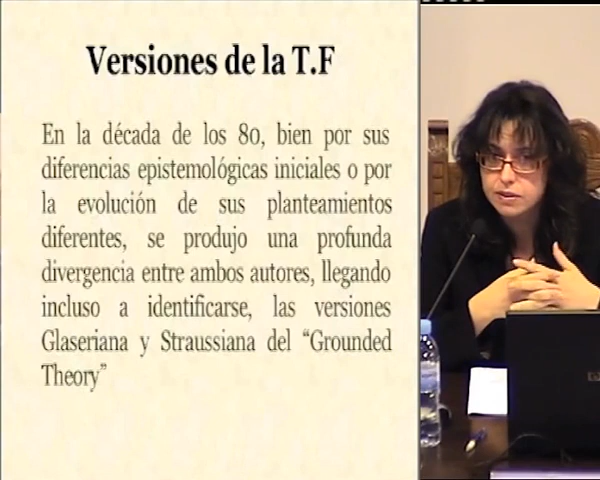 Versiones de la T.F
En la década de los 80, bien por sus
diferencias epistemológicas iniciales o por
la evolución de sus planteamientos
diferentes, se produjo una profunda
divergencia entre ambos autores, llegando
incluso a identificarse, las versiones
Glaseriana y Straussiana del “Grounded
Theory”